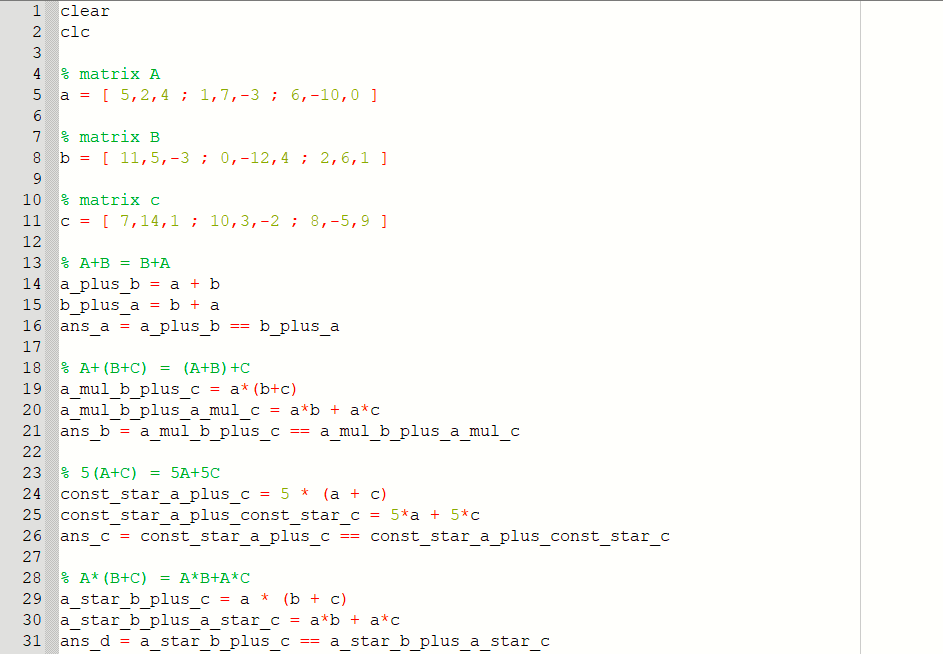 1 clear
2 clc
3
4 % matrix A
5 a = [ 5,2,4 ; 1,7,-3 ; 6,-10,0 ]
6
7 % matrix B
8 b = [ 11,5,-3 ; 0,-12,4 ; 2,6,1 ]
9
10 % matrix c
11 c = [ 7,14,1 ; 10,3,-2 ; 8,-5,9 ]
12
13 % A+B = B+A
14 a_plus_b = a + b
15 b_plus_a = b + a
16 ans_a = a_plus_b == b_plus_a
17
18 % A+(B+C) = (A+B)+C
19 a_mul_b_plus_c = a*(b+c)
20 a_mul_b_plus_a_mul_c = a*b + a*c
21 ans_b = a_mul_b_plus_c == a_mul_b_plus_a_mul_c
22
23 % 5(A+C) = 5A+5C
24 const_star_a_plus_c = 5 * (a + c)
25 const_star_a_plus_const_star_c = 5*a + 5*c
26 ans_c = const_star_a_plus_c == const_star_a_plus_const_star_c
27
28 % A*(B+C) = A*B+A*C
29 a_star_b_plus_c = a * (b + c)
30 a_star_b_plus_a_star_c = a*b + a*c
31 ans_d = a_star_b_plus_c == a_star_b_plus_a_star_c